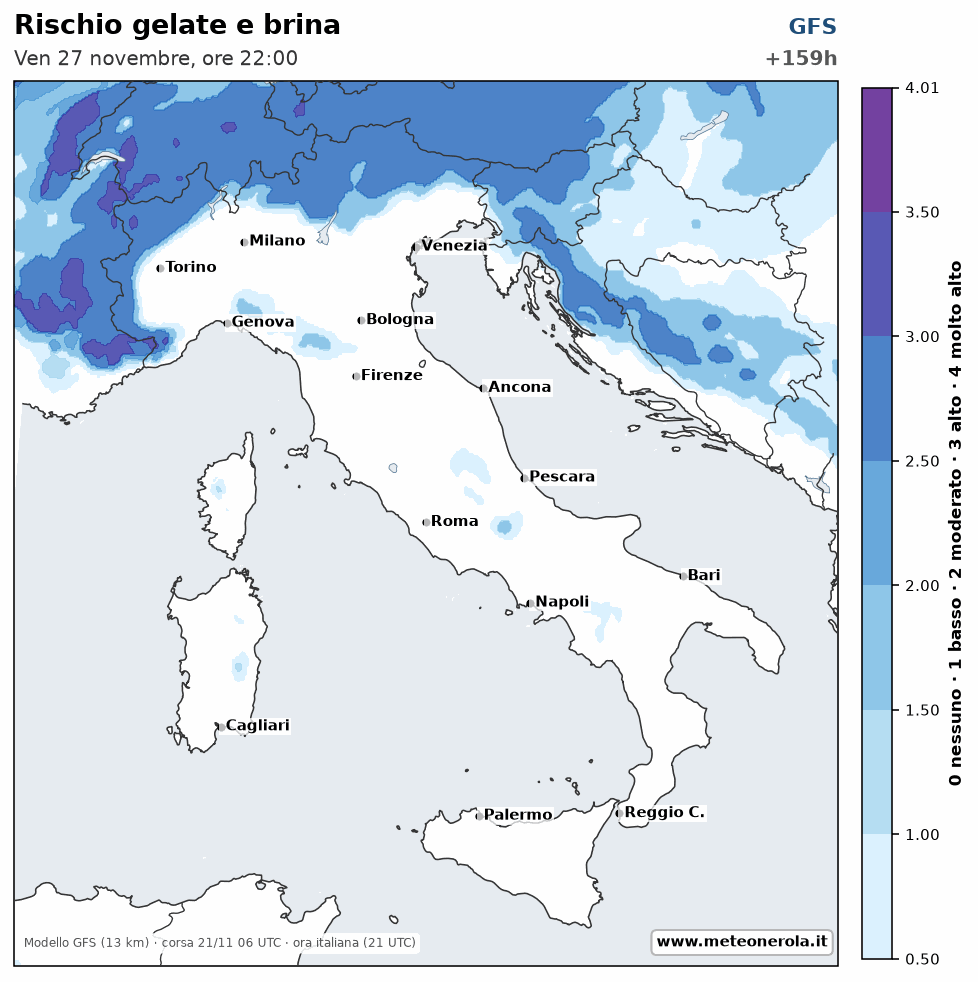 Rischio gelate e brina
GFS
Ven 27 novembre, ore 22:00
+159h
4.01
3.50
3.00
2.50
2.00
1.50
1.00
0.50
0 nessuno · 1 basso · 2 moderato · 3 alto · 4 molto alto
Milano
Venezia
Torino
Genova
Bologna
Firenze
Ancona
Pescara
Roma
Bari
Napoli
Cagliari
Palermo
Reggio C.
Modello GFS (13 km) · corsa 21/11 06 UTC · ora italiana (21 UTC)
www.meteonerola.it